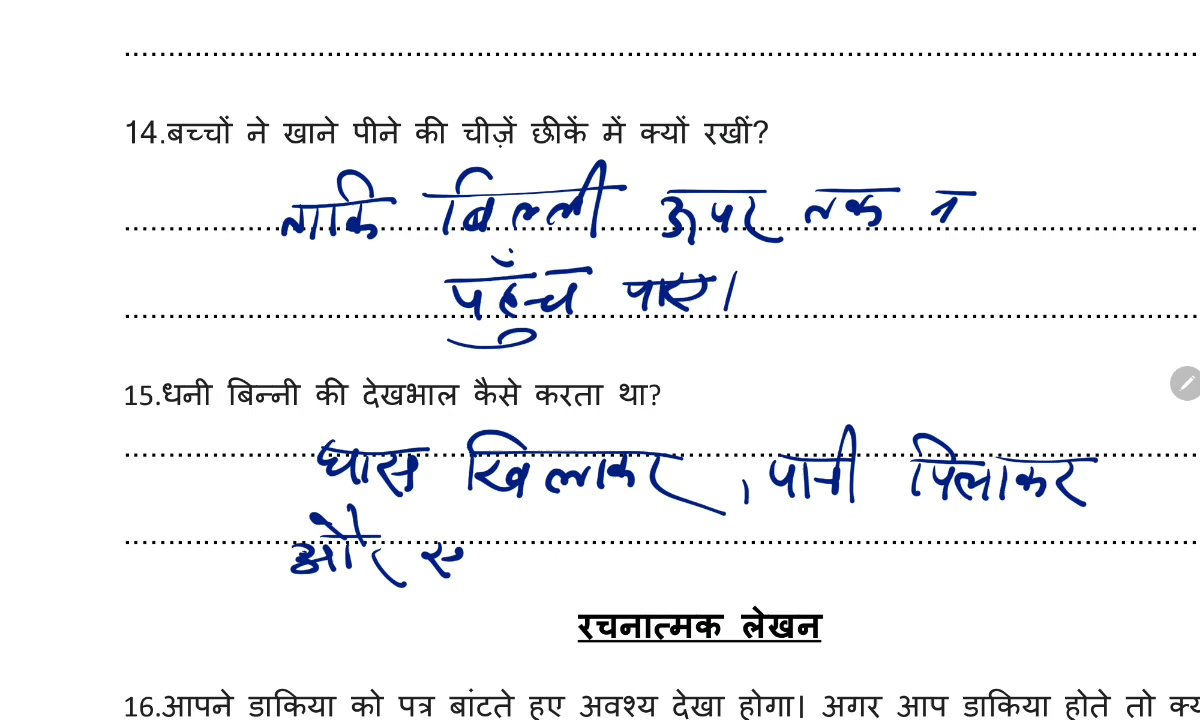 14.बच्चों ने खाने पीने की चीज़ें छीकें में क्यों रखीं?
ताकि बिल्ली ऊपर तक न
पहुँच पाए।
15.धनी बिन्नी की देखभाल कैसे करता था?
घास खिलाकर, पानी पिलाकर
और स
रचनात्मक लेखन
16.आपने डाकिया को पत्र बांटते हुए अवश्य देखा होगा| अगर आप डाकिया होते तो